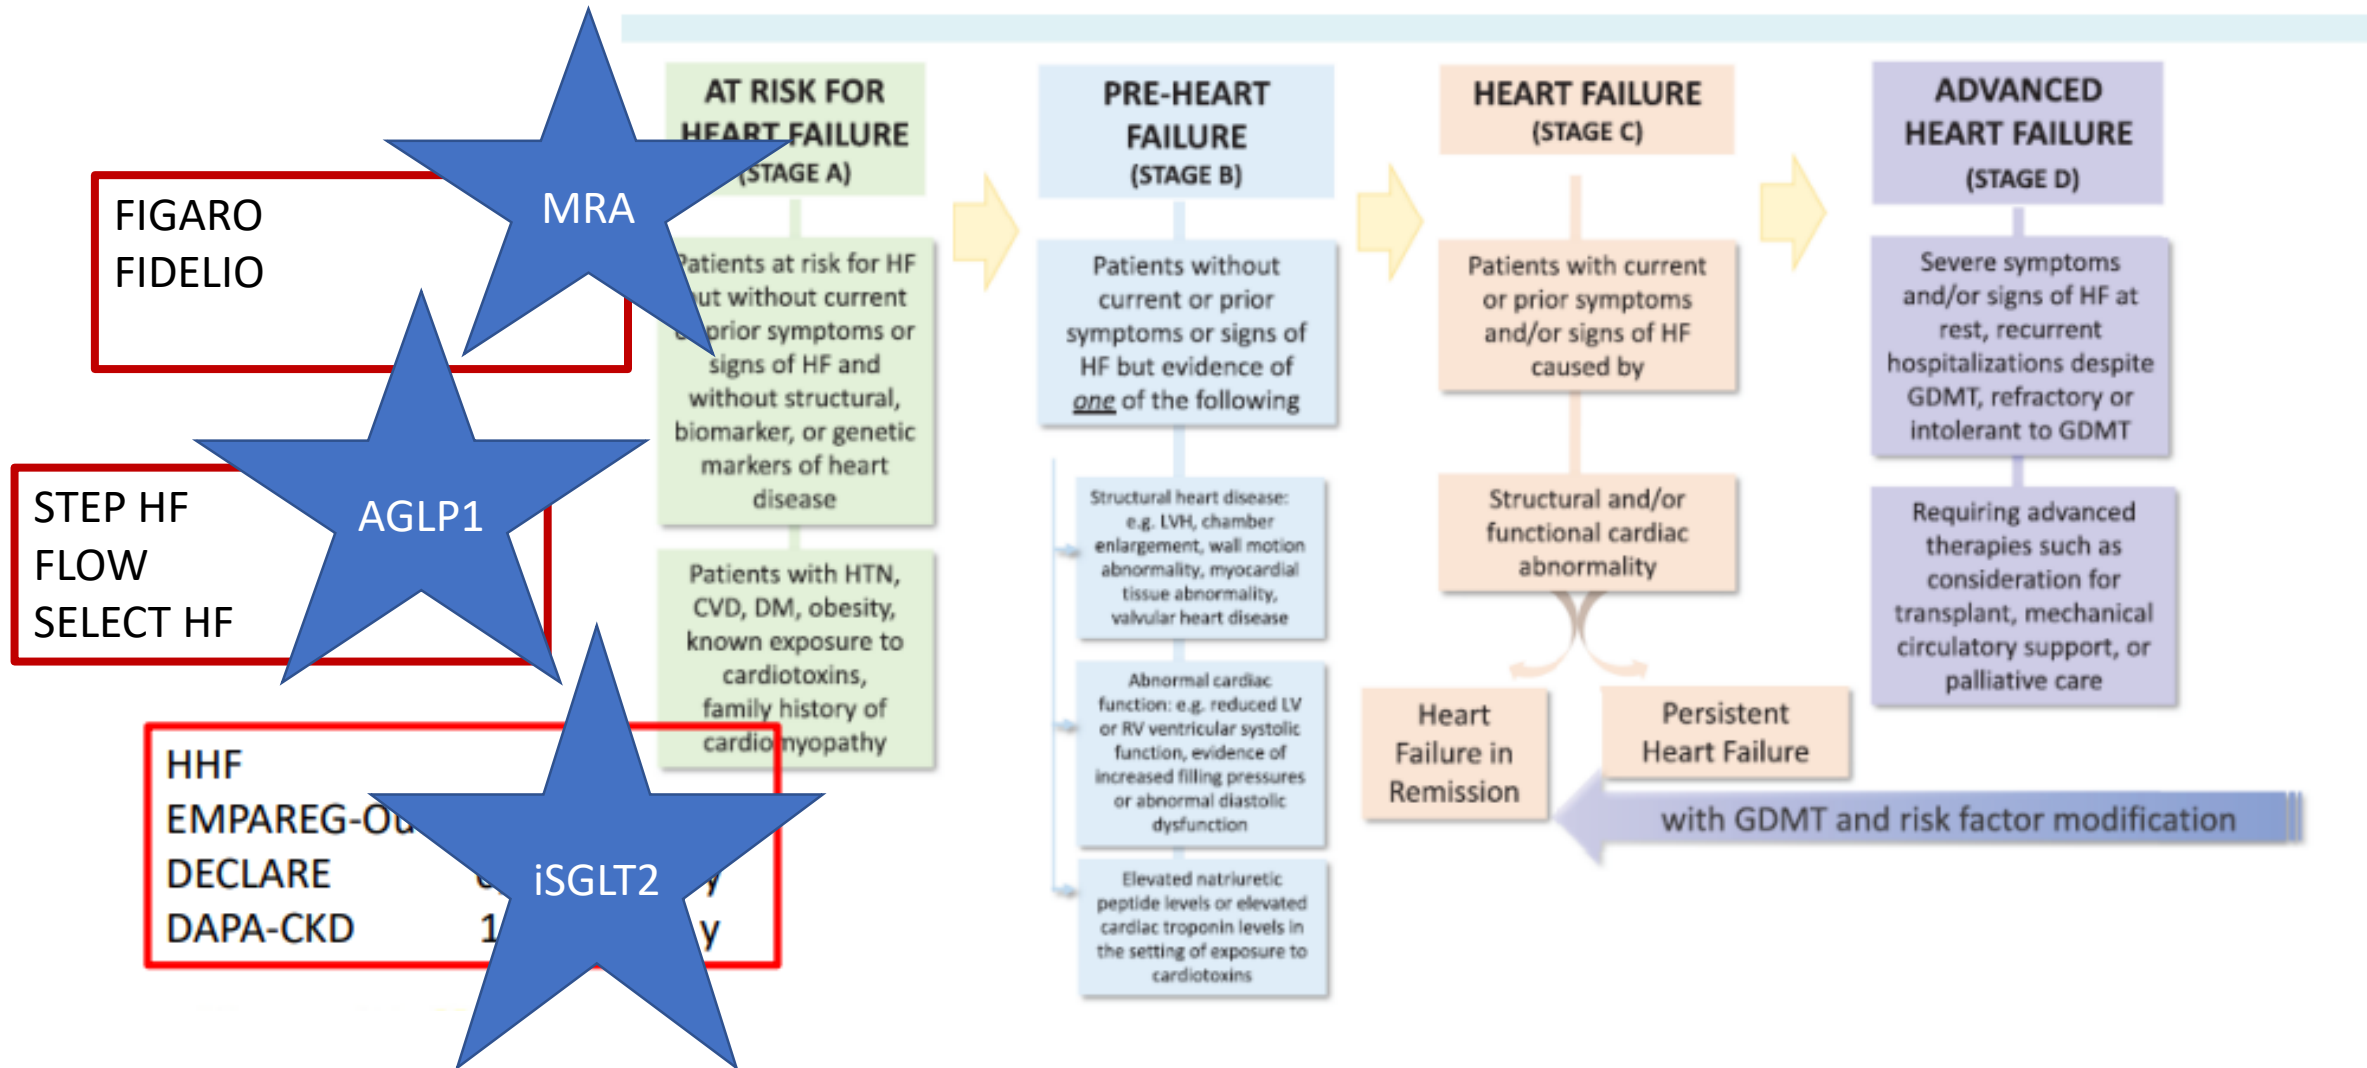 FIGARO
FIDELIO
MRA
STEP HF
FLOW
SELECT HF
AGLP1
HHF
DECLARE
DAPA-CKD
1
y
y
iSGLT2
AT RISK FOR
HEART FAILURE
(STAGE A)
Patients at risk for HF
but without current
prior symptoms or
signs of HF and
without structural,
biomarker, or genetic
markers of heart
disease
Patients with HTN,
CVD, DM, obesity,
known exposure to
cardiotoxins,
family history of
cardiomyopathy
PRE-HEART
FAILURE
(STAGE B)
Patients without
current or prior
symptoms or signs of
HF but evidence of
one of the following
Structural heart disease:
e.g. LVH, chamber
enlargement, wall motion
abnormality, myocardial
tissue abnormality,
valvular heart disease
Abnormal cardiac
function: e.g. reduced LV
or RV ventricular systolic
function, evidence of
increased filling pressures
or abnormal diastolic
dysfunction
Elevated natriuretic
peptide levels or elevated
cardiac troponin levels in
the setting of exposure to
cardiotoxins
HEART FAILURE
(STAGE C)
Patients with current
or prior symptoms
and/or signs of HF
caused by
Structural and/or
functional cardiac
abnormality
Heart
Failure in
Remission
Persistent
Heart Failure
with GDMT and risk factor modification
ADVANCED
HEART FAILURE
(STAGE D)
Severe symptoms
and/or signs of HF at
rest, recurrent
hospitalizations despite
GDMT, refractory or
intolerant to GDMT
Requiring advanced
therapies such as
consideration for
transplant, mechanical
circulatory support, or
palliative care